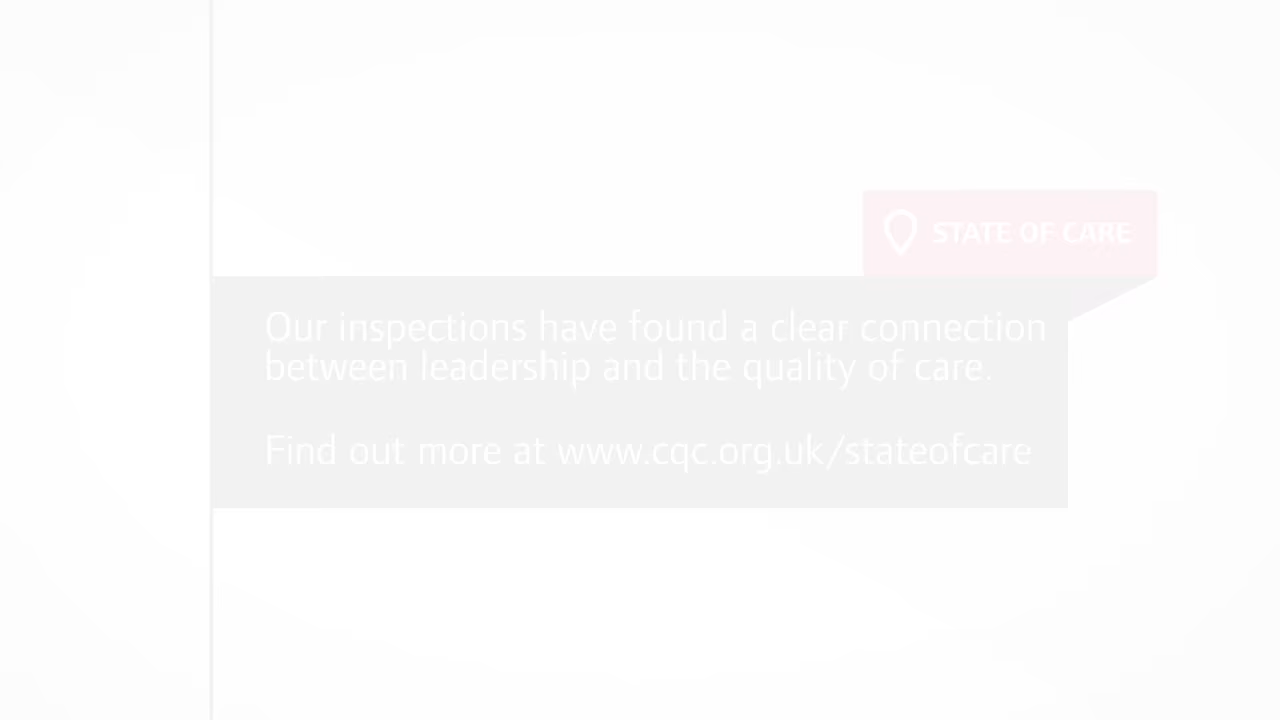 STATE OF CARE
Our inspections have found a clear connection
between leadership and the quality of care.
Find out more at www.cqc.org.uk/stateofcare